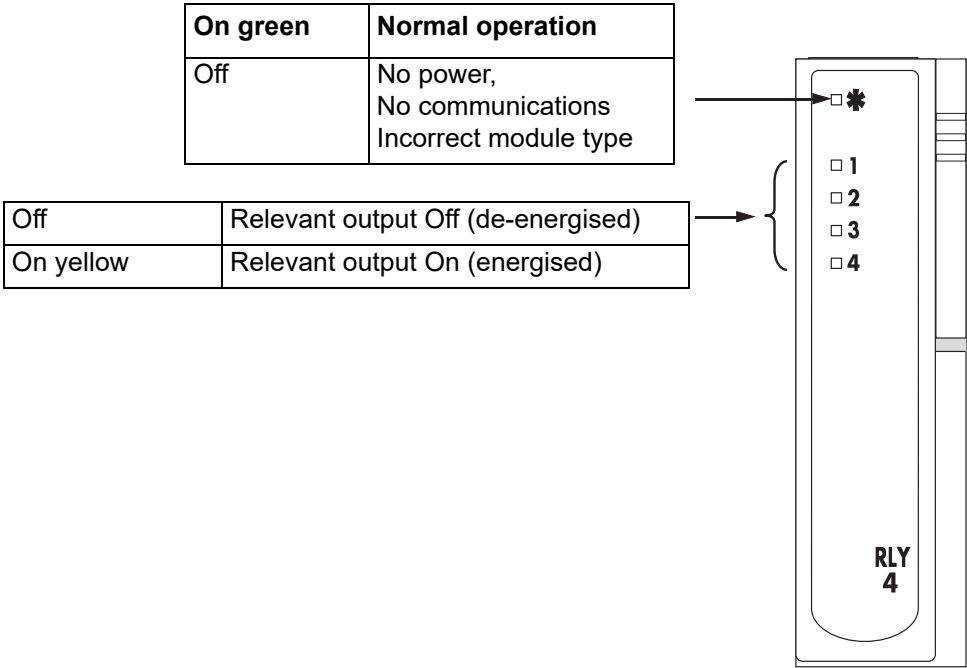 On green Normal operation
Off No power,
No communications
Incorrect module type
✱
1
2
3
4
Off Relevant output Off (de-energised)
On yellow Relevant output On (energised)
RLY
4